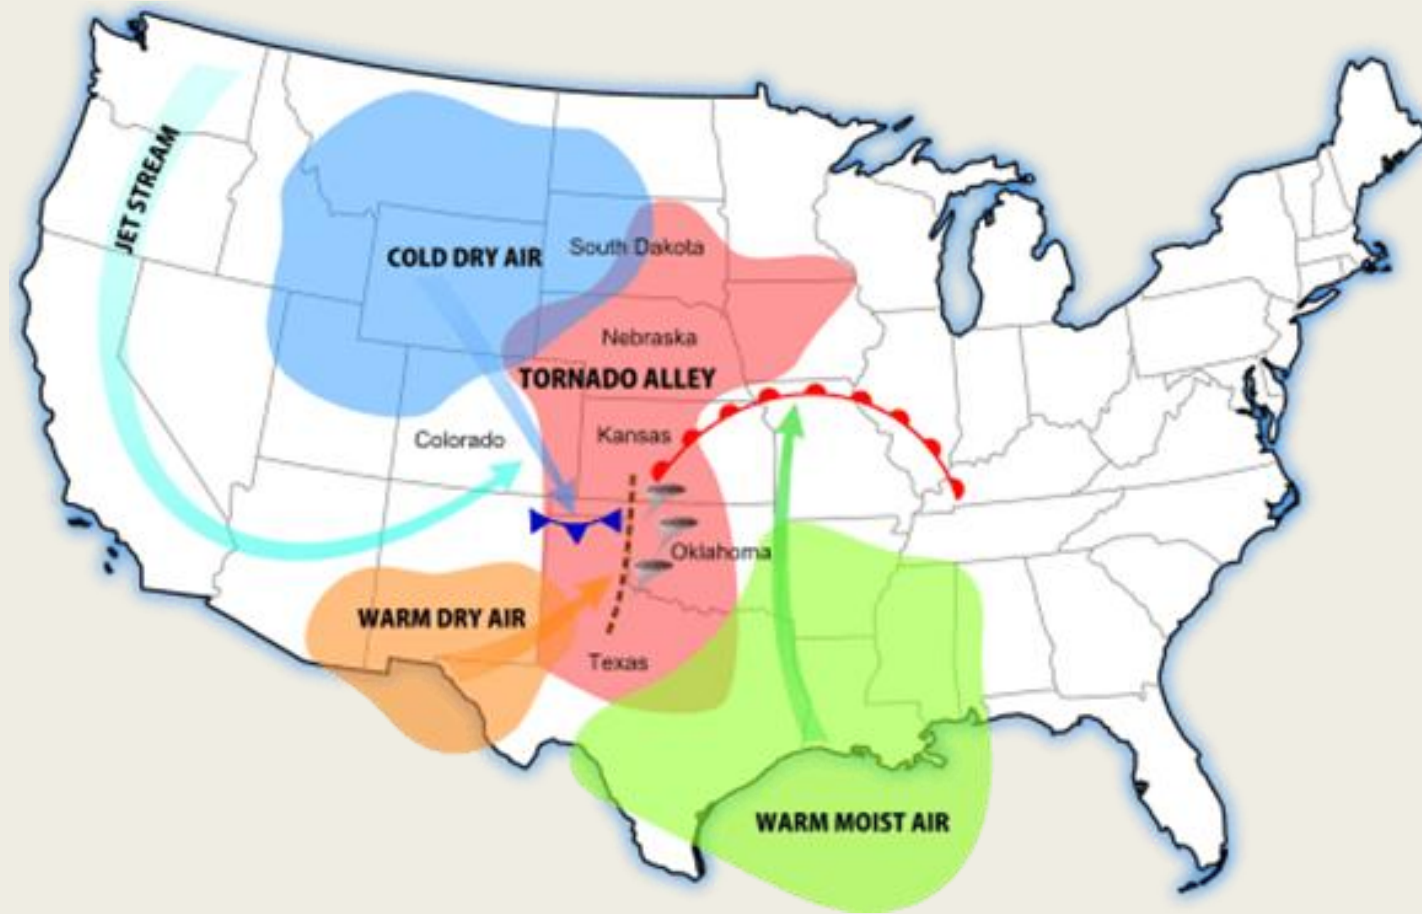 JET STREAM
COLD DRY AIR
South Dakota
Nebraska
TORNADO ALLEY
Colorado
Kansas
Oklahoma
WARM DRY AIR
Texas
WARM MOIST AIR